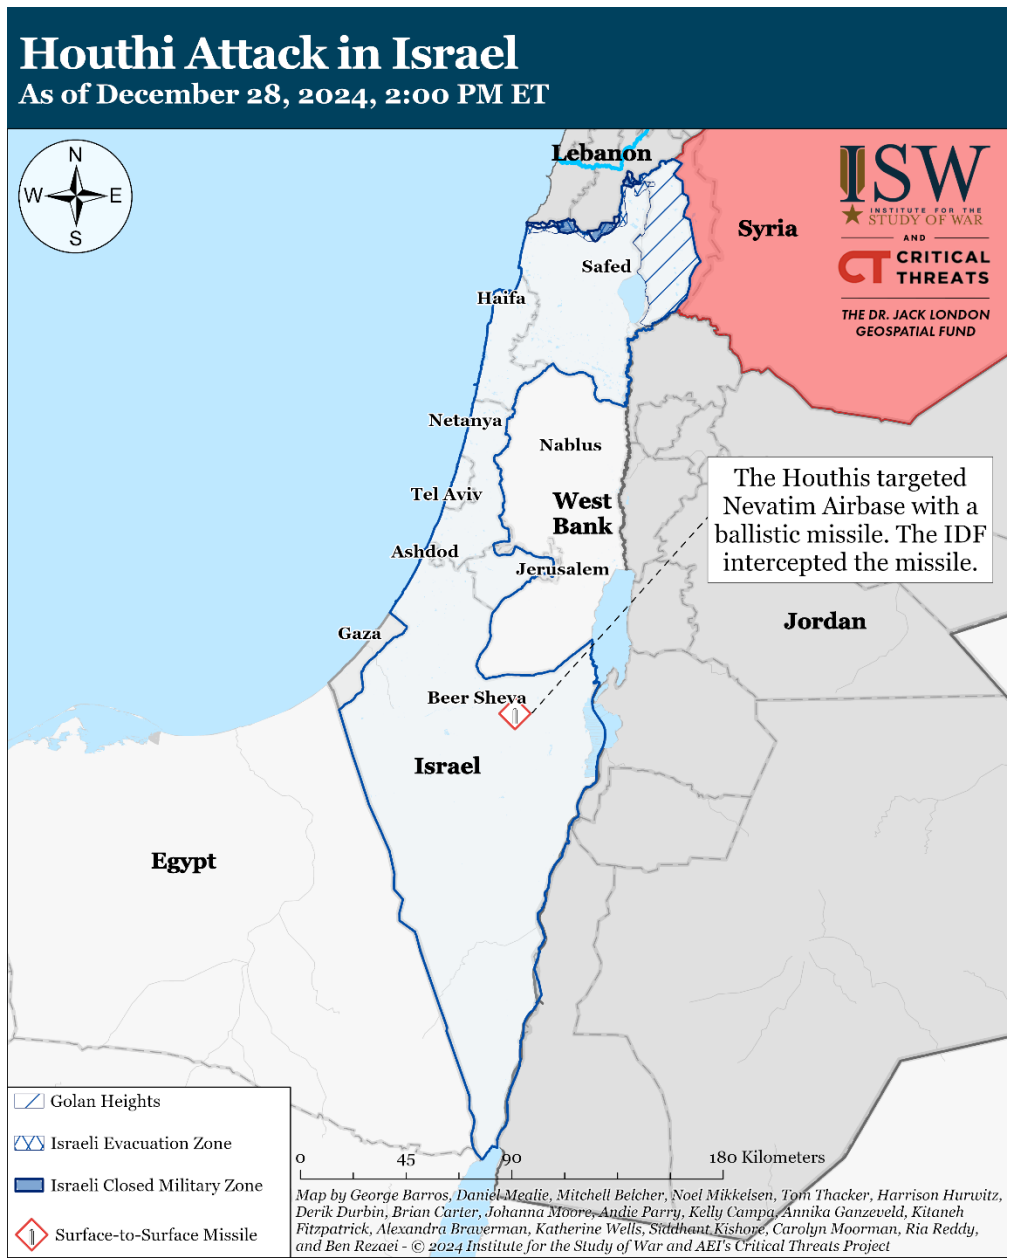 Houthi Attack in Israel
As of December 28, 2024, 2:00 PM ET
N
W
E
S
Lebanon
ISW
INSTITUTE FOR THE
STUDY OF WAR
AND
CT CRITICAL
THREATS
THE DR. JACK LONDON
GEOSPATIAL FUND
Syria
Safed
Haifa
Netanya
Nablus
Tel Aviv
West
Bank
The Houthis targeted
Nevatim Airbase with a
ballistic missile. The IDF
intercepted the missile.
Ashdod
Jerusalem
Gaza
Jordan
Beer Sheva
Israel
Egypt
Golan Heights
Israeli Evacuation Zone
Israeli Closed Military Zone
Surface-to-Surface Missile
0 45 90 180 Kilometers
Map by George Barros, Daniel Mealie, Mitchell Belcher, Noel Mikkelsen, Tom Thacker, Harrison Hurwitz,
Derik Durbin, Brian Carter, Johanna Moore, Andie Parry, Kelly Campa, Annika Ganzeveld, Kitaneh
Fitzpatrick, Alexandra Braverman, Katherine Wells, Siddhant Kishore, Carolyn Moorman, Ria Reddy,
and Ben Rezaei - © 2024 Institute for the Study of War and AEI's Critical Threats Project